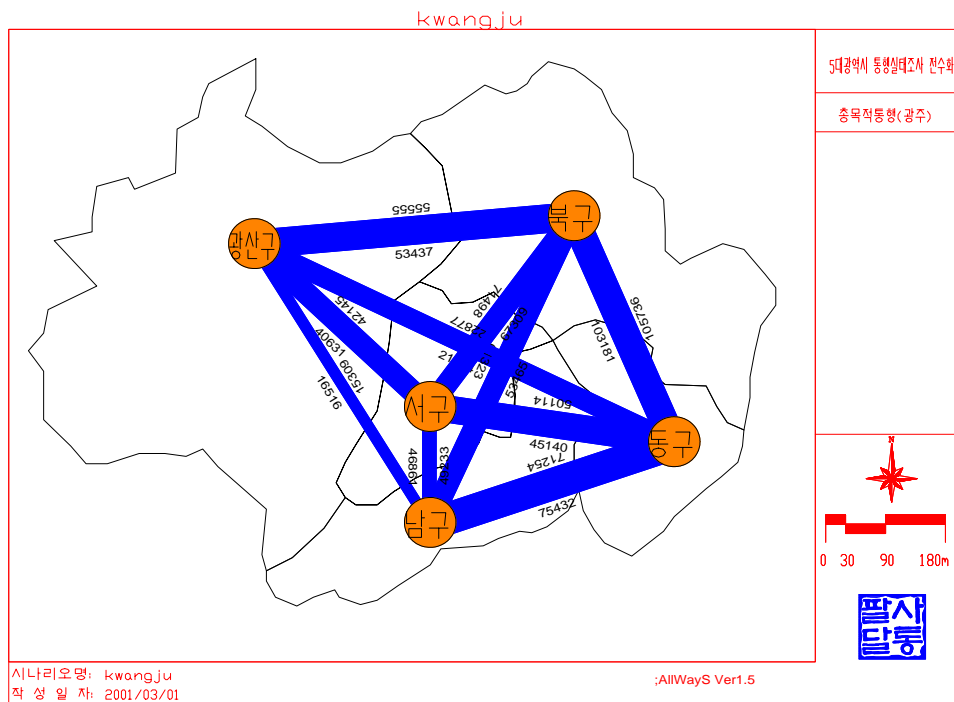 kwangju
5대광역시 통행실태조사 전수화
총목적통행(광주)
북구
광산구
55555
53437
105736
103181
42145
40631
15309
16516
서구
50114
45140
동구
71254
75432
46861
남구
N
0 30 90 180m
팔사
달통
시나리오명: kwangju
작 성 일 자: 2001/03/01
;AllWayS Ver1.5